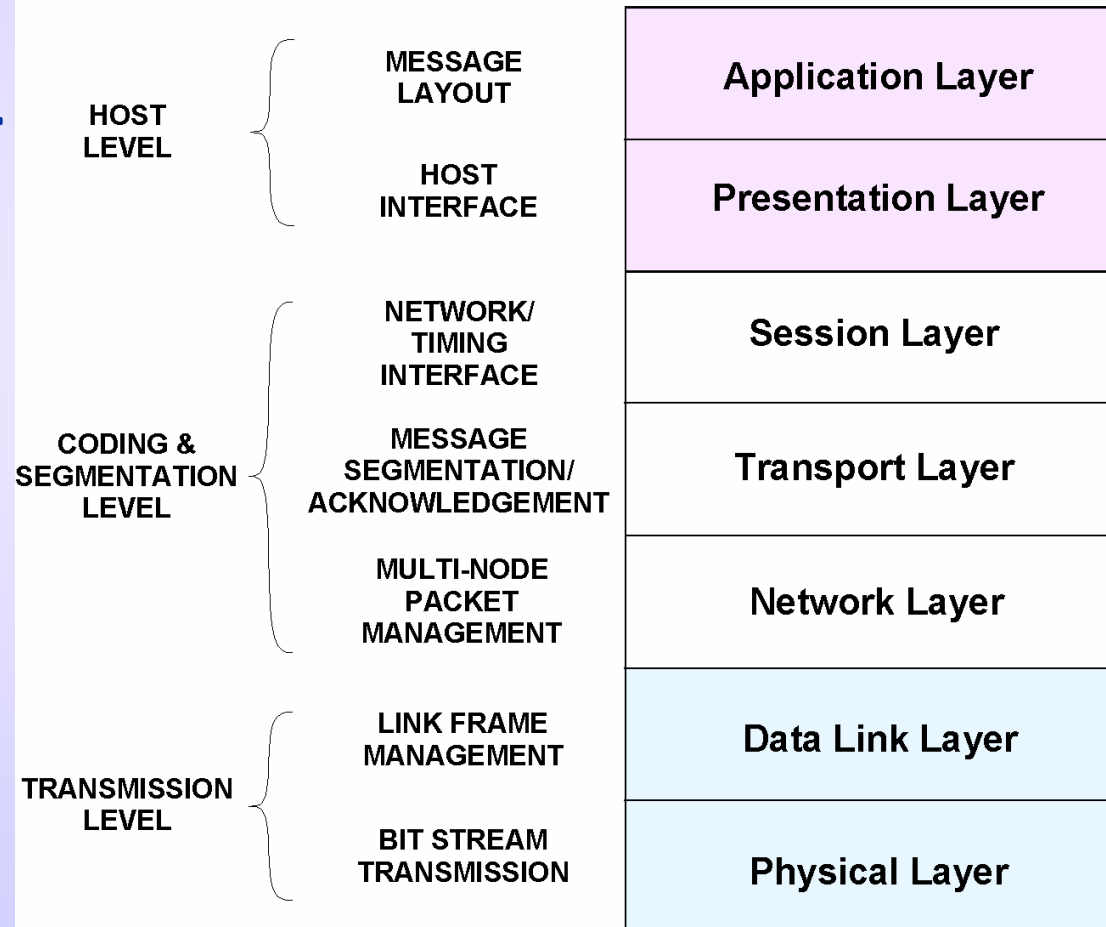 HOST
LEVEL
MESSAGE
LAYOUT
Application Layer
HOST
INTERFACE
Presentation Layer
CODING &
SEGMENTATION
LEVEL
NETWORK/
TIMING
INTERFACE
Session Layer
MESSAGE
SEGMENTATION/
ACKNOWLEDGEMENT
Transport Layer
MULTI-NODE
PACKET
MANAGEMENT
Network Layer
TRANSMISSION
LEVEL
LINK FRAME
MANAGEMENT
Data Link Layer
BIT STREAM
TRANSMISSION
Physical Layer